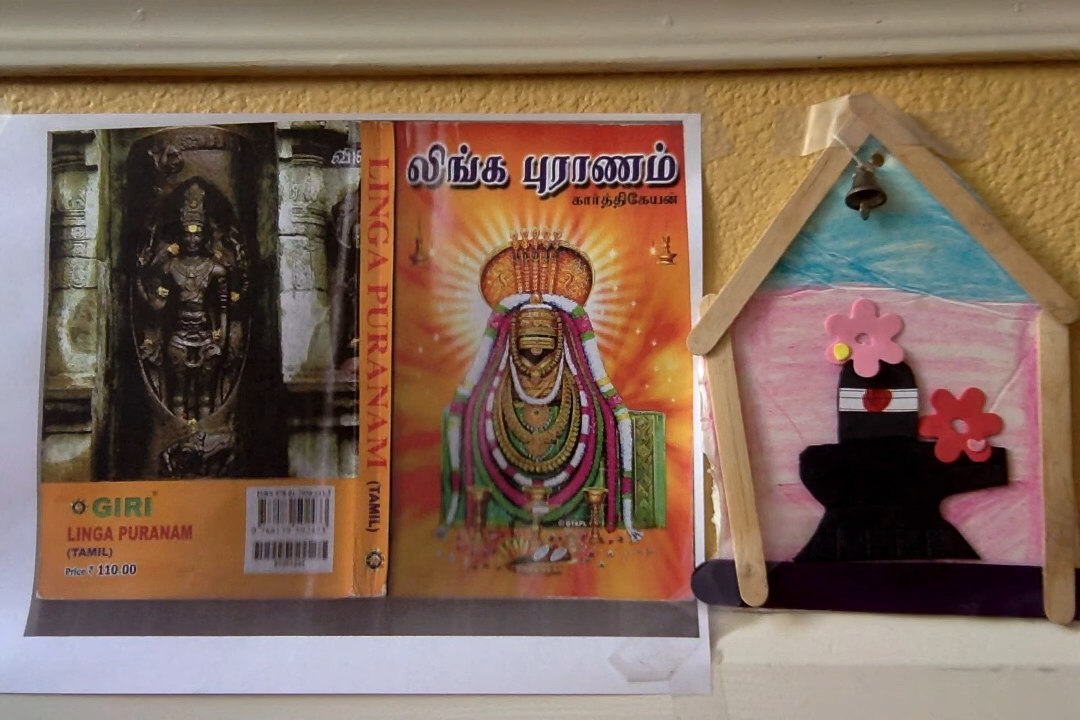 GIRI
LINGA PURANAM
(TAMIL)
Price ₹ 110.00
LINGA PURANAM (TAMIL)
லிங்க புராணம்
கார்த்திகேயன்